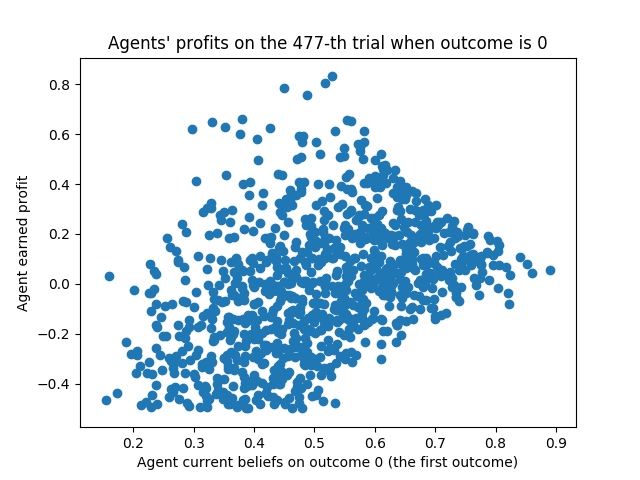 Agents' profits on the 477-th trial when outcome is 0
0.8
0.6
0.4
0.2
0.0
−0.2
−0.4
Agent earned profit
0.2 0.3 0.4 0.5 0.6 0.7 0.8 0.9
Agent current beliefs on outcome 0 (the first outcome)